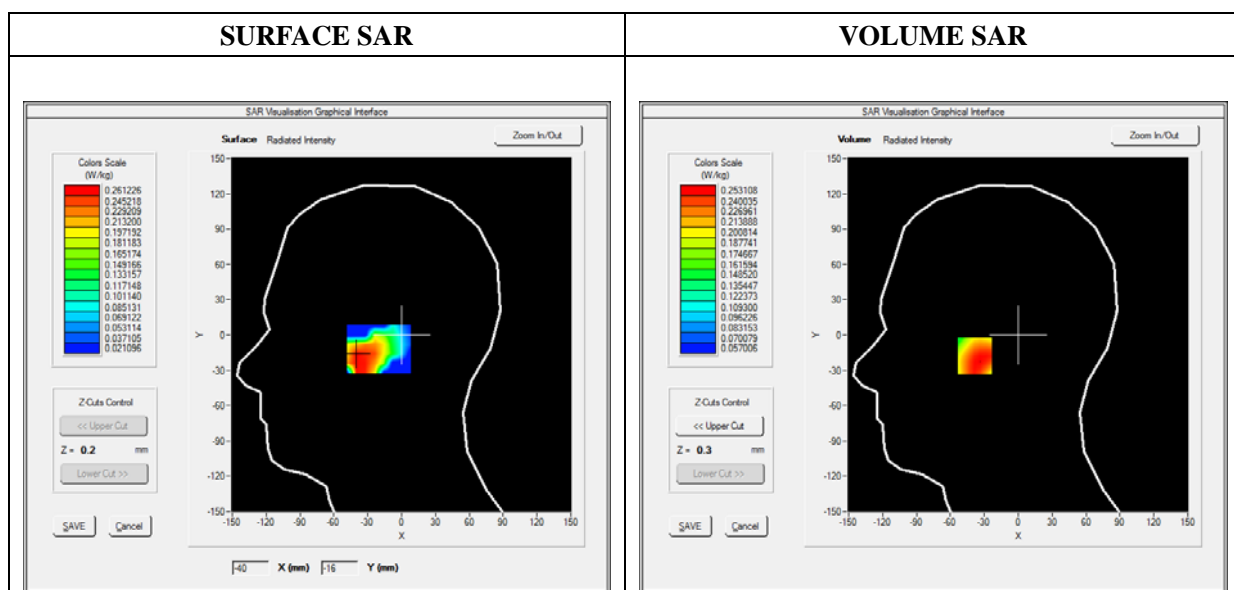 SURFACE SAR
VOLUME SAR
SAR Visualisation Graphical Interface
Surface Radiated Intensity
Zoom In/Out
Colors Scale
(W/kg)
0.261226
0.245218
0.229209
0.213200
0.197192
0.181183
0.165174
0.149166
0.133157
0.117148
0.101140
0.085131
0.069122
0.053114
0.037105
0.021096
150
120
90
60
30
0
-30
-60
-90
-120
-150
Y
-150 -120 -90 -60 -30 0 30 60 90 120 150
X
Z-Cuts Control
<< Upper Cut
Z = 0.2 mm
Lower Cut >>
SAVE Cancel
-40 X (mm) -16 Y (mm)
SAR Visualisation Graphical Interface
Volume Radiated Intensity
Zoom In/Out
Colors Scale
(W/kg)
0.253108
0.240035
0.226961
0.213888
0.200814
0.187741
0.174667
0.161594
0.148520
0.135447
0.122373
0.109300
0.096226
0.083153
0.070079
0.057006
150
120
90
60
30
0
-30
-60
-90
-120
-150
Y
-150 -120 -90 -60 -30 0 30 60 90 120 150
X
Z-Cuts Control
<< Upper Cut
Z = 0.3 mm
Lower Cut >>
SAVE Cancel